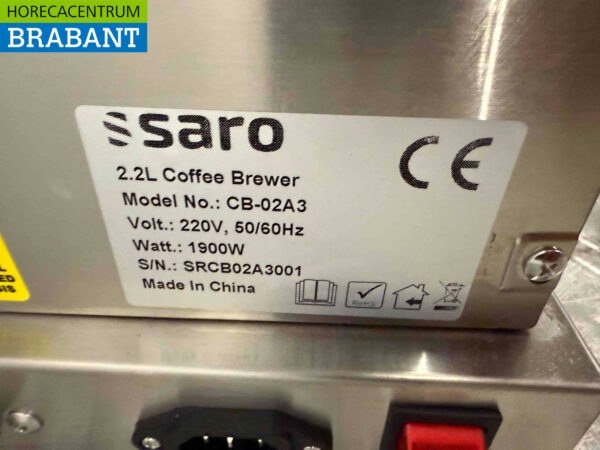 HORECACENTRUM
BRABANT
saro
2.2L Coffee Brewer
Model No.: CB-02A3
Volt.: 220V, 50/60Hz
Watt.: 1900W
S/N.: SRCB02A3001
Made In China
CE
RoHS